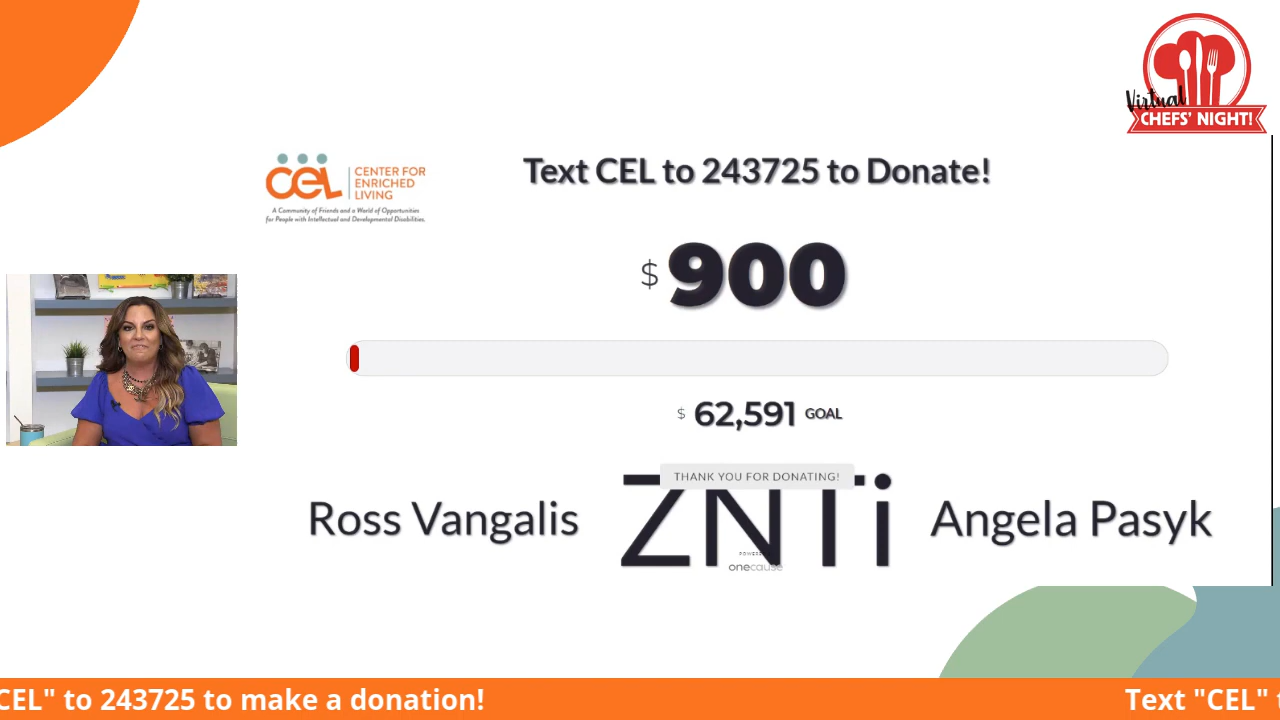 Virtual
CHEFS' NIGHT!
CEL
CENTER FOR
ENRICHED
LIVING
A Community of Friends and a World of Opportunities
for People with Intellectual and Developmental Disabilities.
Text CEL to 243725 to Donate!
$ 900
$ 62,591 GOAL
THANK YOU FOR DONATING!
Ross Vangalis
ZNTi
Angela Pasyk
onecause
CEL" to 243725 to make a donation!
Text "CEL"